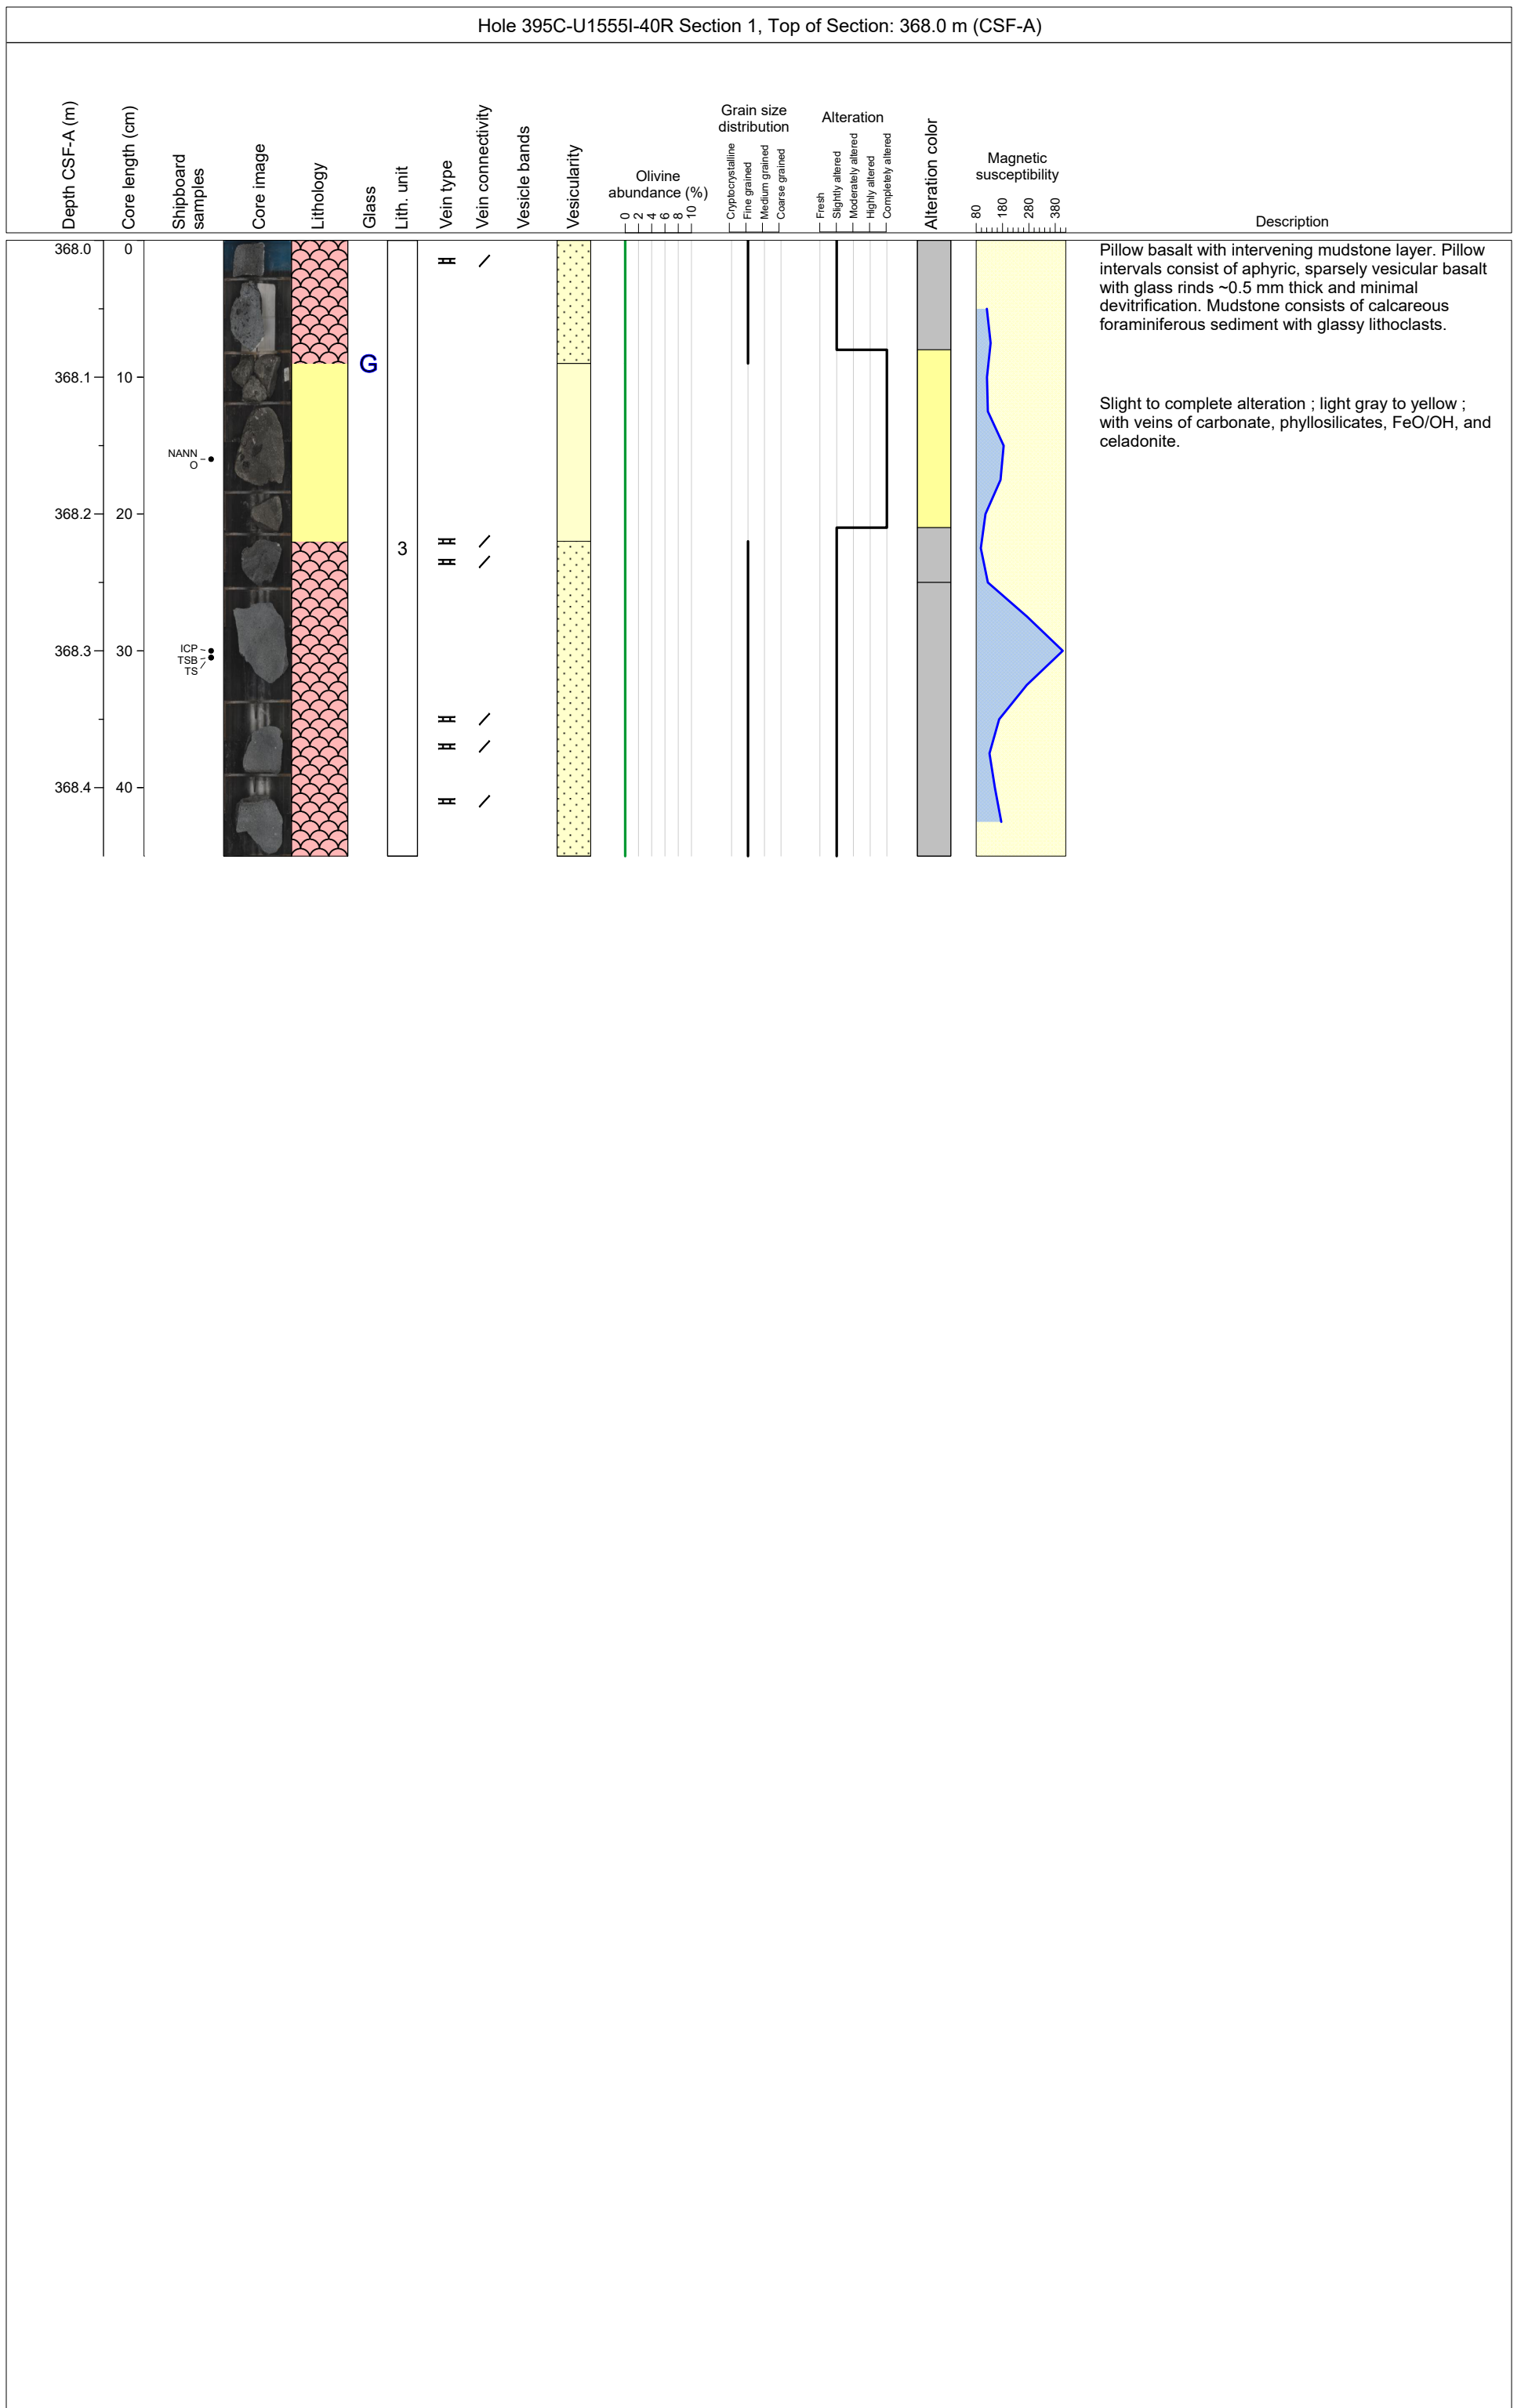 Hole 395C-U1555I-40R Section 1, Top of Section: 368.0 m (CSF-A)
Depth CSF-A (m)
Core length (cm)
Shipboard
samples
Core image
Lithology
Glass
Lith. unit
Vein type
Vein connectivity
Vesicle bands
Vesicularity
Olivine
abundance (%)
0 2 4 6 8 10
Grain size
distribution
Cryptocrystalline
Fine grained
Medium grained
Coarse grained
Alteration
Fresh
Slightly altered
Moderately altered
Highly altered
Completely altered
Alteration color
Magnetic
susceptibility
80 180 280 380
Description
368.0 0
368.1 10
368.2 20
368.3 30
368.4 40
NANN
O
ICP
TSB
TS
G
3
Pillow basalt with intervening mudstone layer. Pillow
intervals consist of aphyric, sparsely vesicular basalt
with glass rinds ~0.5 mm thick and minimal
devitrification. Mudstone consists of calcareous
foraminiferous sediment with glassy lithoclasts.
Slight to complete alteration ; light gray to yellow ;
with veins of carbonate, phyllosilicates, FeO/OH, and
celadonite.